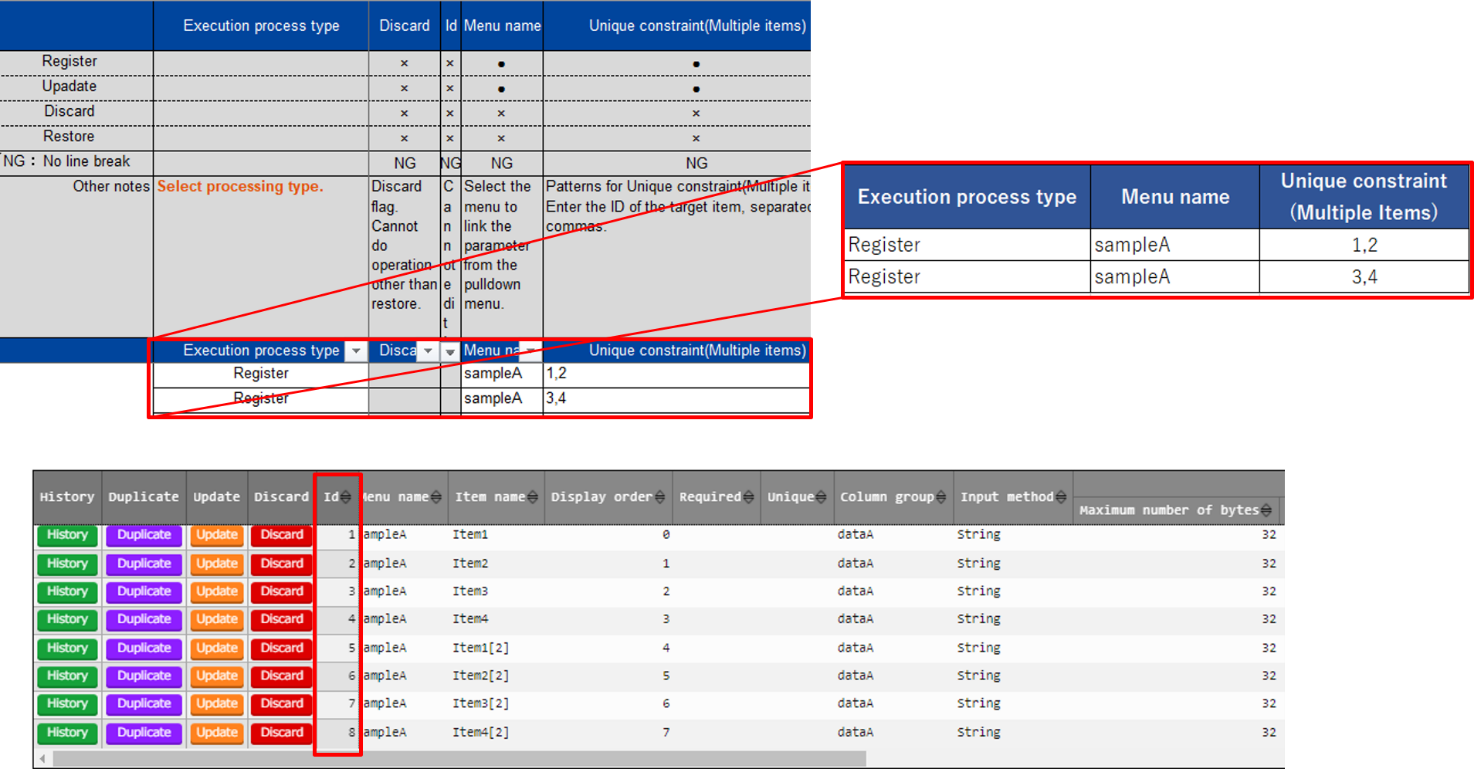 Execution process type Discard Id Menu name Unique constraint(Multiple items)
Register × × ● ●
Upadate × × ● ●
Discard × × × ×
Restore × × × ×
NG： No line break NG NG NG NG
Other notes Select processing type.
Discard
flag.
Cannot
do
operation
other than
restore.
C
a
n
n
ot
e
di
t
Select the
menu to
link the
parameter
from the
pulldown
menu.
Patterns for Unique constraint(Multiple it
Enter the ID of the target item, separated
commas.
Execution process type Disca Menu na Unique constraint(Multiple items)
Register sampleA 1,2
Register sampleA 3,4
Execution process type Menu name Unique constraint
(Multiple Items)
Register sampleA 1,2
Register sampleA 3,4
History Duplicate Update Discard Id Menu name Item name Display order Required Unique Column group Input method
Maximum number of bytes
History Duplicate Update Discard 1 ampleA Item1 0 dataA String 32
History Duplicate Update Discard 2 ampleA Item2 1 dataA String 32
History Duplicate Update Discard 3 ampleA Item3 2 dataA String 32
History Duplicate Update Discard 4 ampleA Item4 3 dataA String 32
History Duplicate Update Discard 5 ampleA Item1[2] 4 dataA String 32
History Duplicate Update Discard 6 ampleA Item2[2] 5 dataA String 32
History Duplicate Update Discard 7 ampleA Item3[2] 6 dataA String 32
History Duplicate Update Discard 8 ampleA Item4[2] 7 dataA String 32